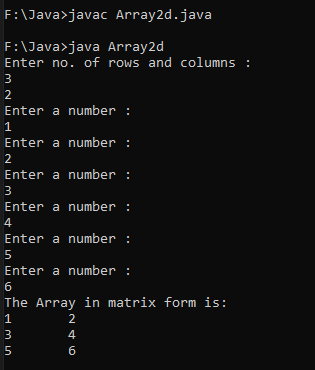 F:\Java>javac Array2d.java
F:\Java>java Array2d
Enter no. of rows and columns :
3
2
Enter a number :
1
Enter a number :
2
Enter a number :
3
Enter a number :
4
Enter a number :
5
Enter a number :
6
The Array in matrix form is:
1       2
3       4
5       6